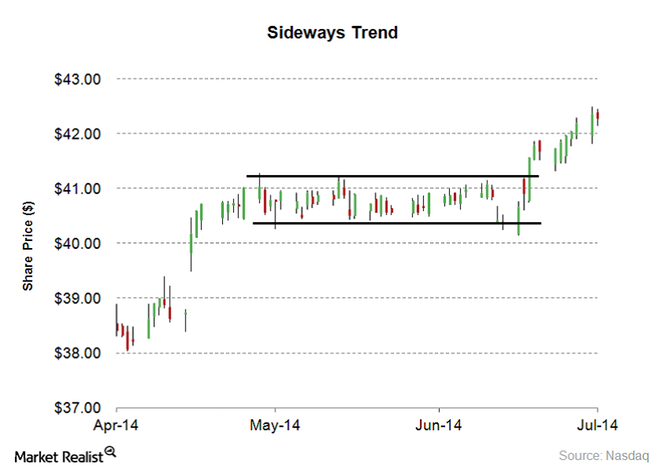 Sideways Trend
$43.00
$42.00
$41.00
$40.00
$39.00
$38.00
$37.00
Share Price ($)
Apr-14 May-14 Jun-14 Jul-14
Market Realist
Source: Nasdaq